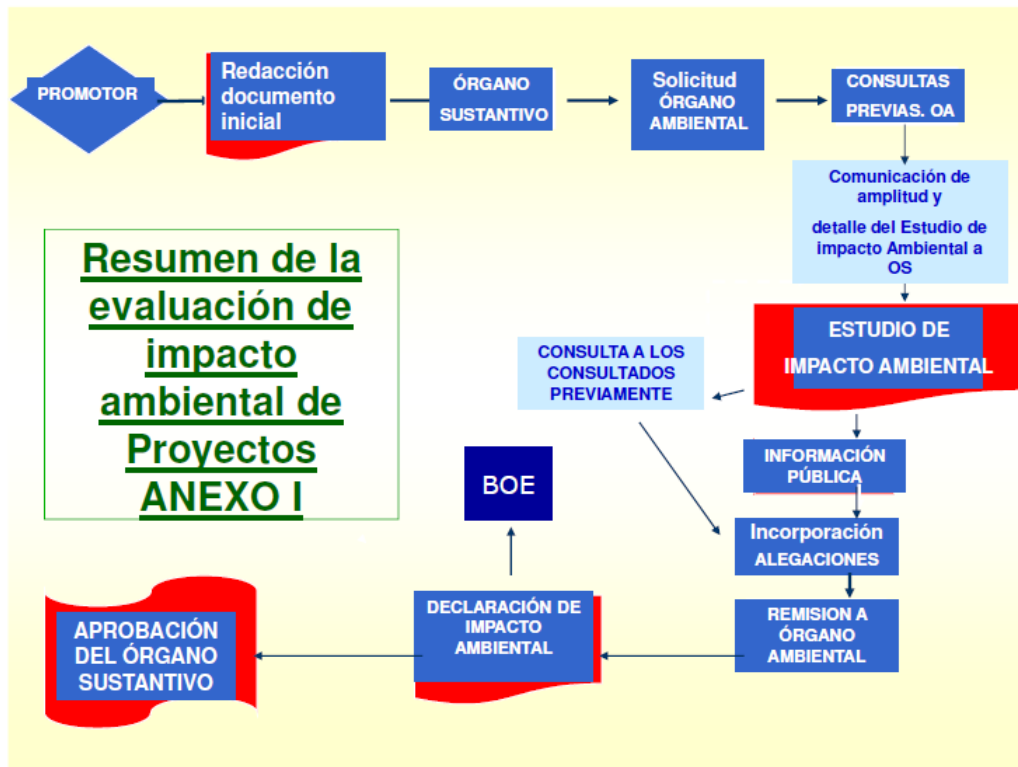 PROMOTOR
Redacción
documento
inicial
ÓRGANO
SUSTANTIVO
Solicitud
ÓRGANO
AMBIENTAL
CONSULTAS
PREVIAS. OA
Comunicación de
amplitud y
detalle del Estudio de
impacto Ambiental a
OS
Resumen de la
evaluación de
impacto
ambiental de
Proyectos
ANEXO I
ESTUDIO DE
IMPACTO AMBIENTAL
CONSULTA A LOS
CONSULTADOS
PREVIAMENTE
INFORMACIÓN
PÚBLICA
BOE
Incorporación
ALEGACIONES
REMISION A
ÓRGANO
AMBIENTAL
DECLARACIÓN DE
IMPACTO
AMBIENTAL
APROBACIÓN
DEL ÓRGANO
SUSTANTIVO